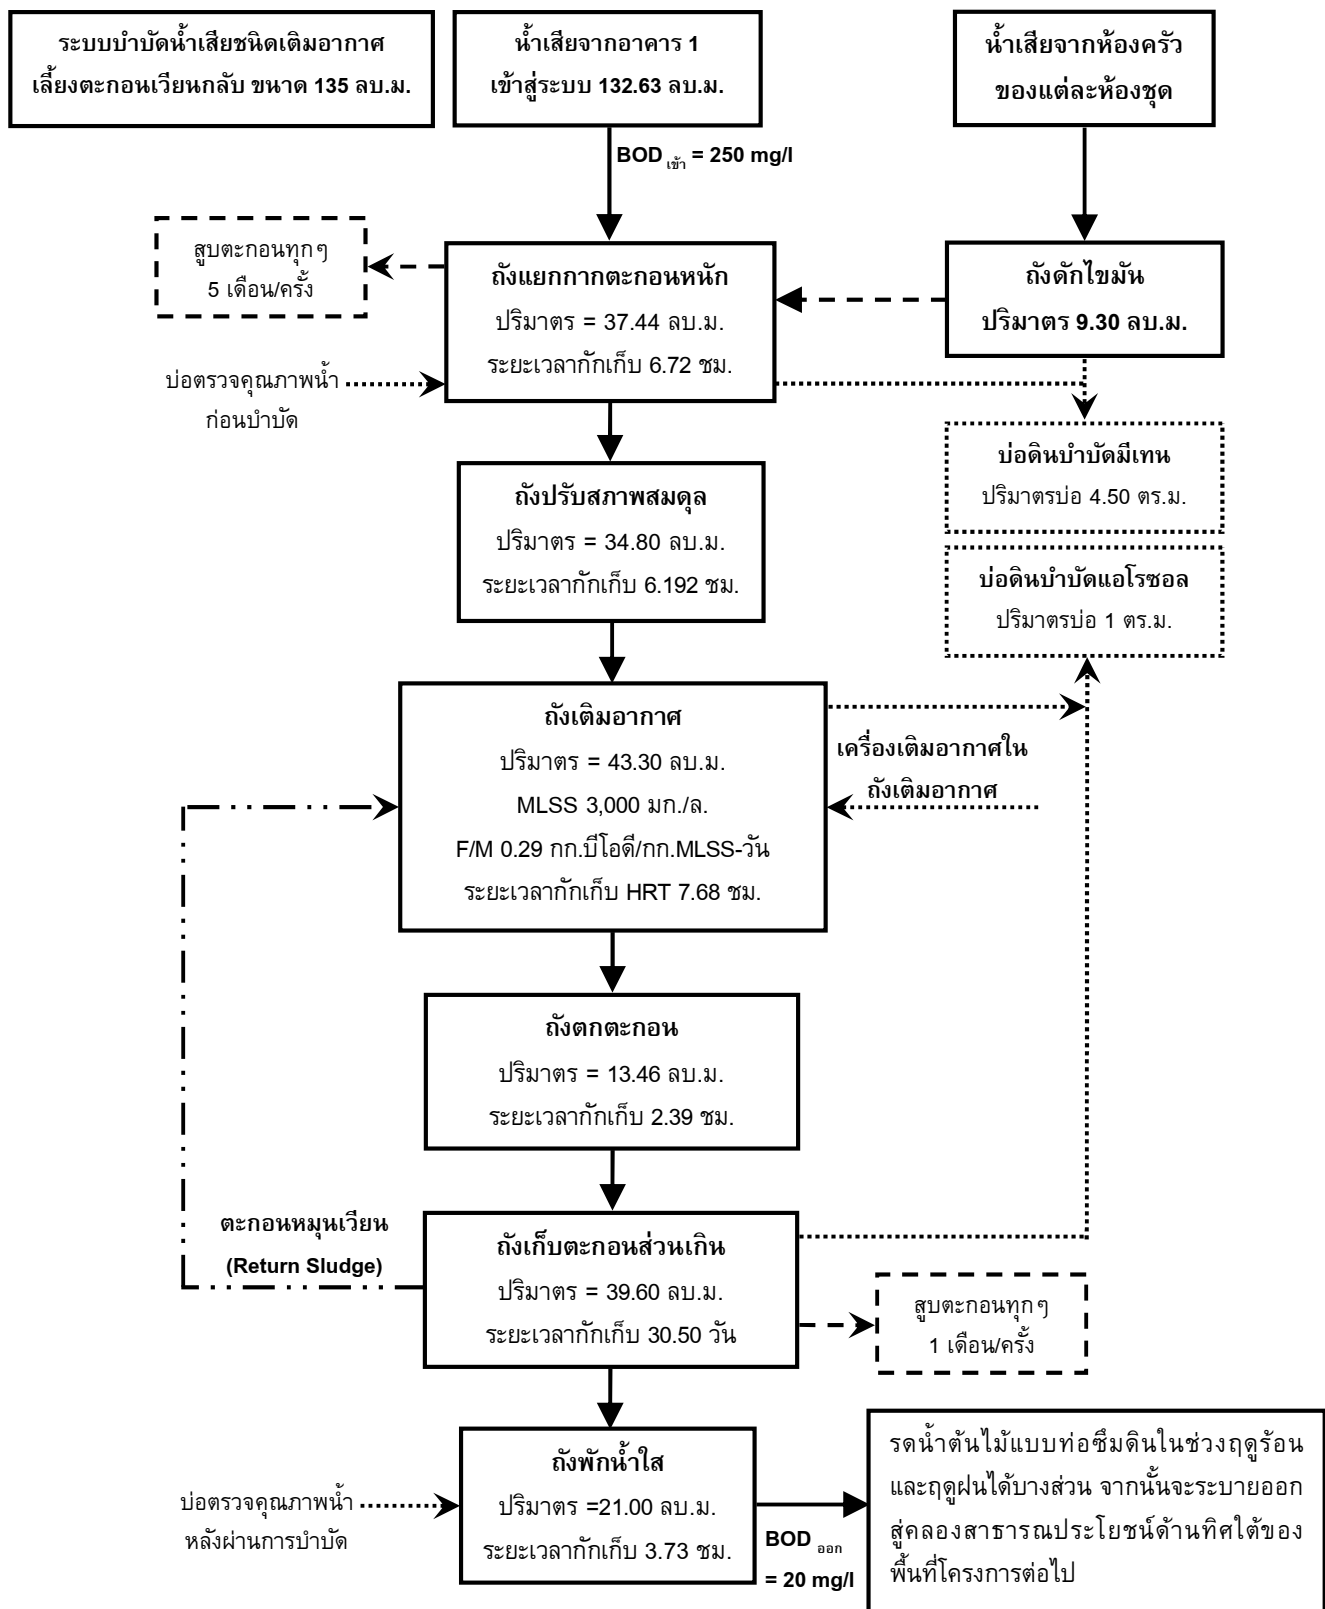 ระบบบำบัดน้ำเสียชนิดเติมอากาศ
เลี้ยงตะกอนเวียนกลับ ขนาด 135 ลบ.ม.
น้ำเสียจากอาคาร 1
เข้าสู่ระบบ 132.63 ลบ.ม.
น้ำเสียจากห้องครัว
ของแต่ละห้องชุด
BOD เข้า = 250 mg/l
สูบตะกอนทุกๆ
5 เดือน/ครั้ง
ถังแยกกากตะกอนหนัก
ปริมาตร = 37.44 ลบ.ม.
ระยะเวลากักเก็บ 6.72 ชม.
ถังดักไขมัน
ปริมาตร 9.30 ลบ.ม.
บ่อตรวจคุณภาพน้ำ
ก่อนบำบัด
บ่อดินบำบัดมีเทน
ปริมาตรบ่อ 4.50 ตร.ม.
ถังปรับสภาพสมดุล
ปริมาตร = 34.80 ลบ.ม.
ระยะเวลากักเก็บ 6.192 ชม.
บ่อดินบำบัดแอโรซอล
ปริมาตรบ่อ 1 ตร.ม.
ถังเติมอากาศ
ปริมาตร = 43.30 ลบ.ม.
MLSS 3,000 มก./ล.
F/M 0.29 กก.บีโอดี/กก.MLSS-วัน
ระยะเวลากักเก็บ HRT 7.68 ชม.
เครื่องเติมอากาศใน
ถังเติมอากาศ
ถังตกตะกอน
ปริมาตร = 13.46 ลบ.ม.
ระยะเวลากักเก็บ 2.39 ชม.
ตะกอนหมุนเวียน
(Return Sludge)
ถังเก็บตะกอนส่วนเกิน
ปริมาตร = 39.60 ลบ.ม.
ระยะเวลากักเก็บ 30.50 วัน
สูบตะกอนทุกๆ
1 เดือน/ครั้ง
บ่อตรวจคุณภาพน้ำ
หลังผ่านการบำบัด
ถังพักน้ำใส
ปริมาตร =21.00 ลบ.ม.
ระยะเวลากักเก็บ 3.73 ชม.
BOD ออก
= 20 mg/l
รดน้ำต้นไม้แบบท่อซึมดินในช่วงฤดูร้อน
และฤดูฝนได้บางส่วน จากนั้นจะระบายออก
สู่คลองสาธารณประโยชน์ด้านทิศใต้ของ
พื้นที่โครงการต่อไป